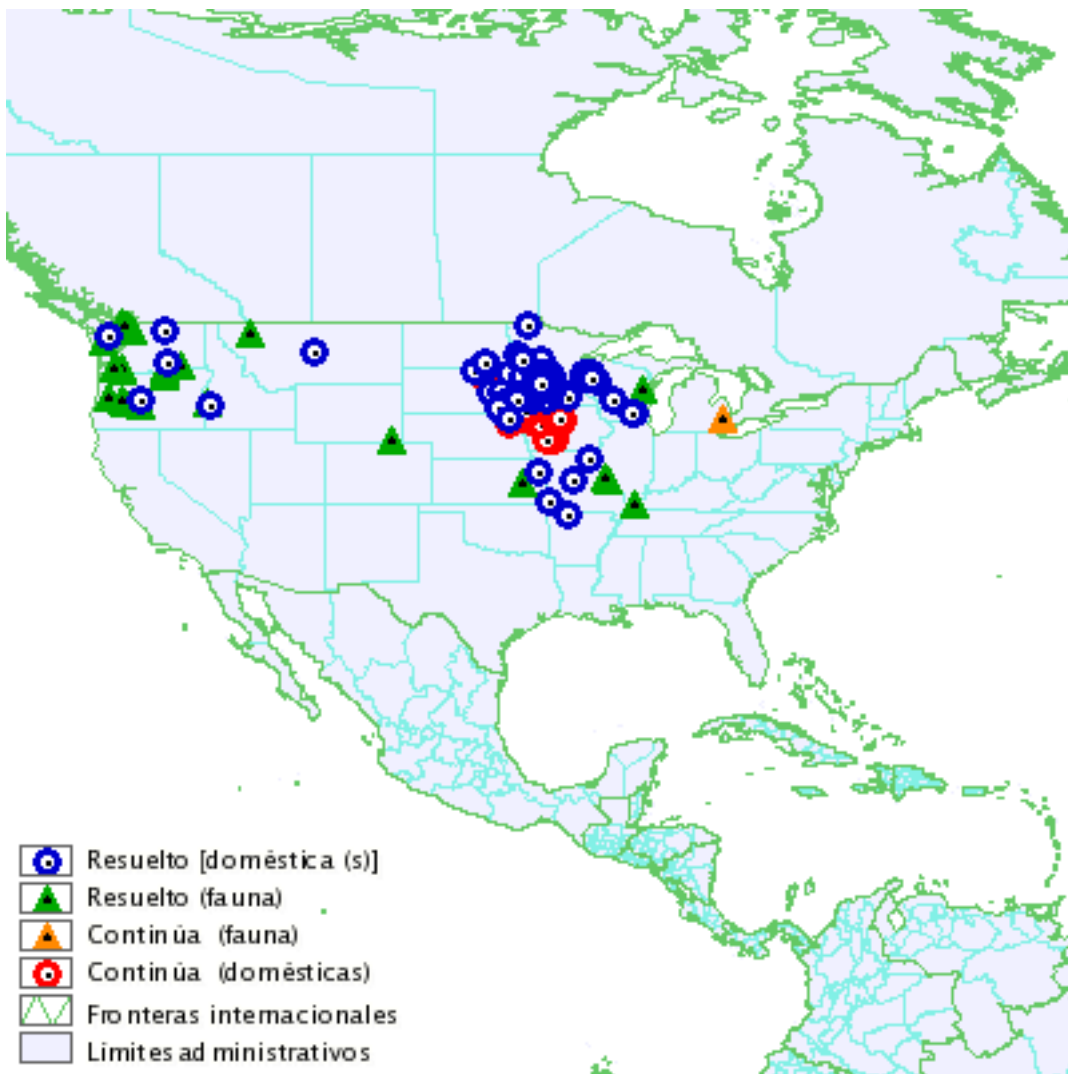 Resuelto [doméstica (s)]
Resuelto (fauna)
Continúa (fauna)
Continúa (domésticas)
Fronteras internacionales
Límites administrativos